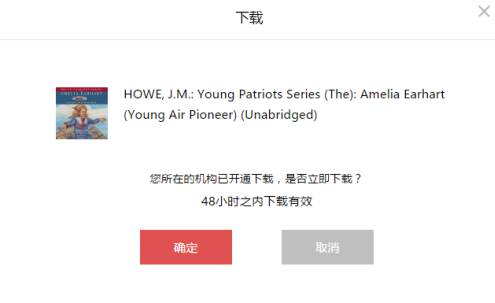 下载
HOWE, J.M.: Young Patriots Series (The): Amelia Earhart
(Young Air Pioneer) (Unabridged)
AMELIA EARHART
您所在的机构已开通下载，是否立即下载？
48小时之内下载有效
确定
取消